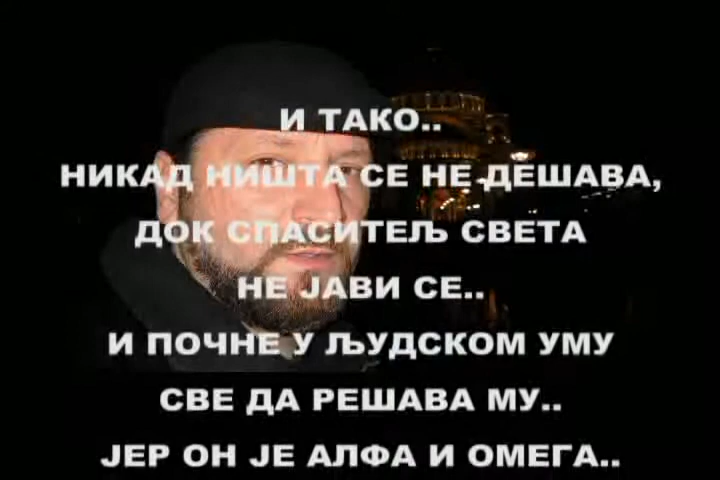 И ТАКО..
НИКАД НИШТА СЕ НЕ ДЕШАВА,
ДОК СПАСИТЕЉ СВЕТА
НЕ ЈАВИ СЕ..
И ПОЧНЕ У ЉУДСКОМ УМУ
СВЕ ДА РЕШАВА МУ..
ЈЕР ОН ЈЕ АЛФА И ОМЕГА..